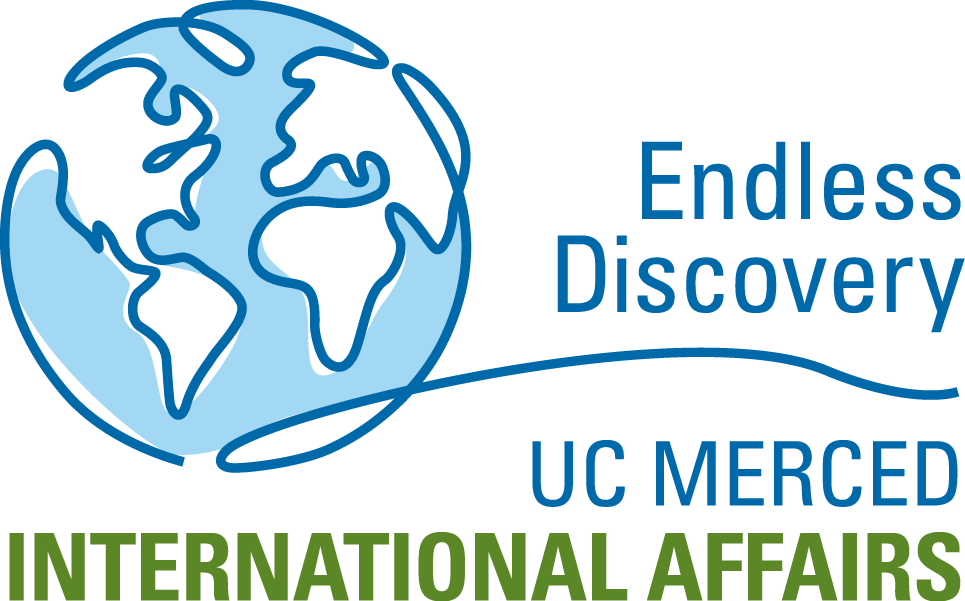 Endless
Discovery
UC MERCED
INTERNATIONAL AFFAIRS